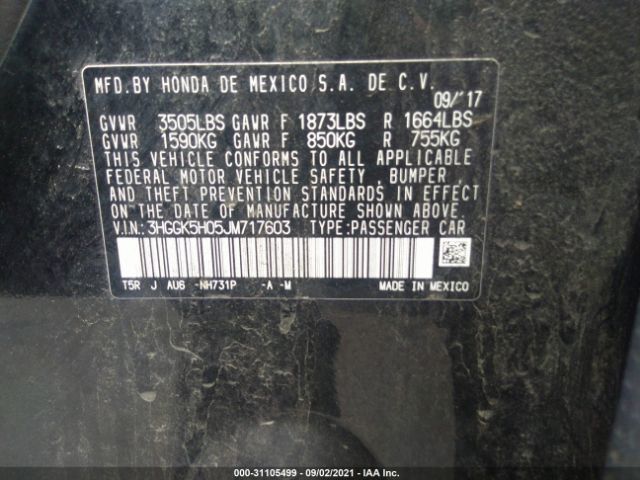 MFD. BY HONDA DE MEXICO S.A. DE C.V.
09/'17
GVWR 3505LBS GAWR F 1873LBS R 1664LBS
GVWR 1590KG GAWR F 850KG R 755KG
THIS VEHICLE CONFORMS TO ALL APPLICABLE
FEDERAL MOTOR VEHICLE SAFETY, BUMPER,
AND THEFT PREVENTION STANDARDS IN EFFECT
ON THE DATE OF MANUFACTURE SHOWN ABOVE.
V.I.N.: 3HGGK5H05JM717603 TYPE: PASSENGER CAR
T5R J AU6 -NH731P -A -M MADE IN MEXICO
000-31105499 - 09/02/2021 - IAA Inc.